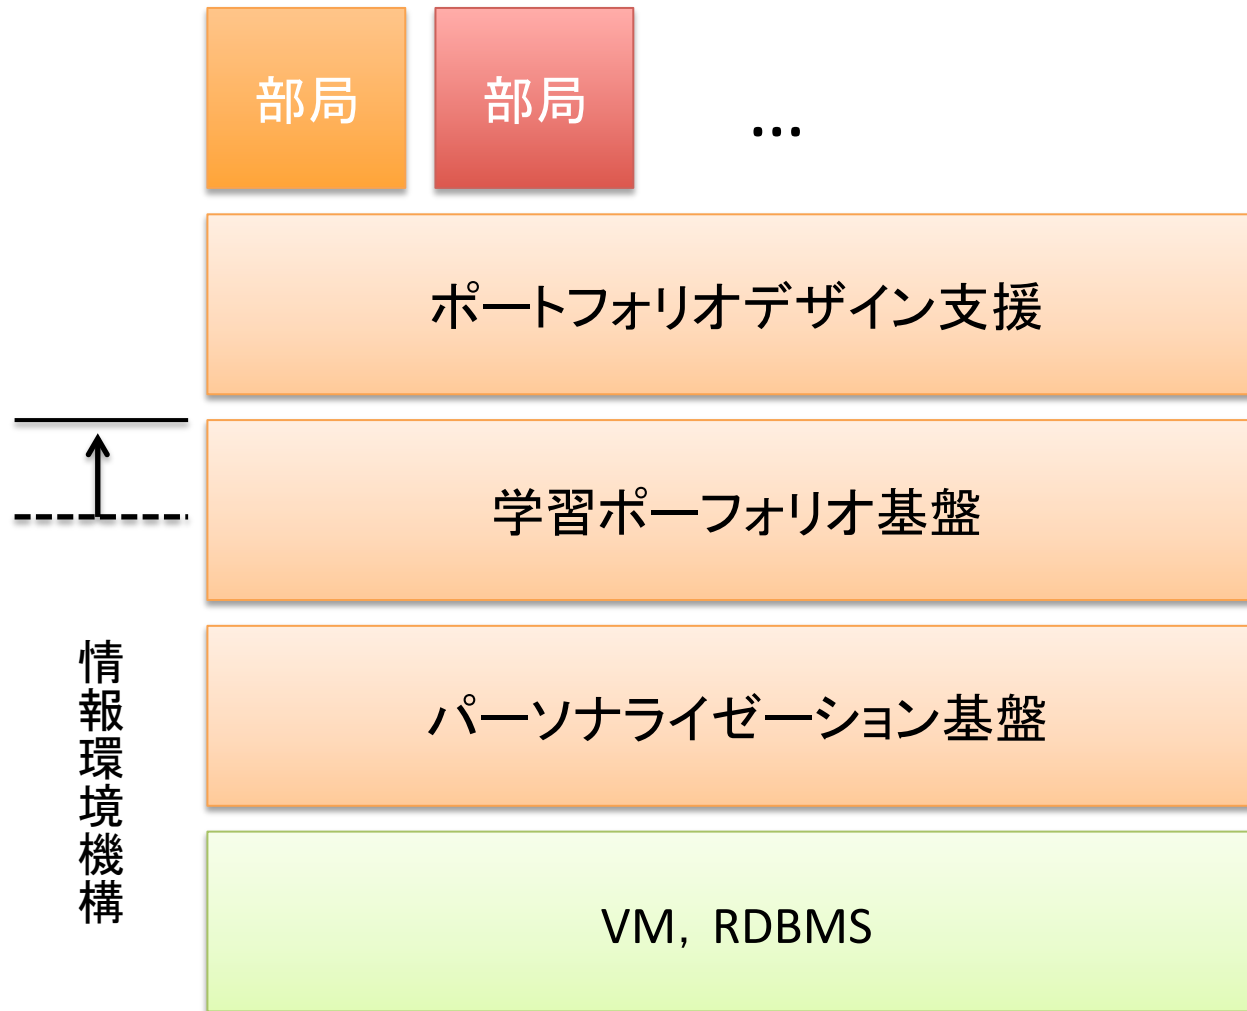 部局
部局
...
ポートフォリオデザイン支援
学習ポーフォリオ基盤
パーソナライゼーション基盤
情報環境機構
VM, RDBMS